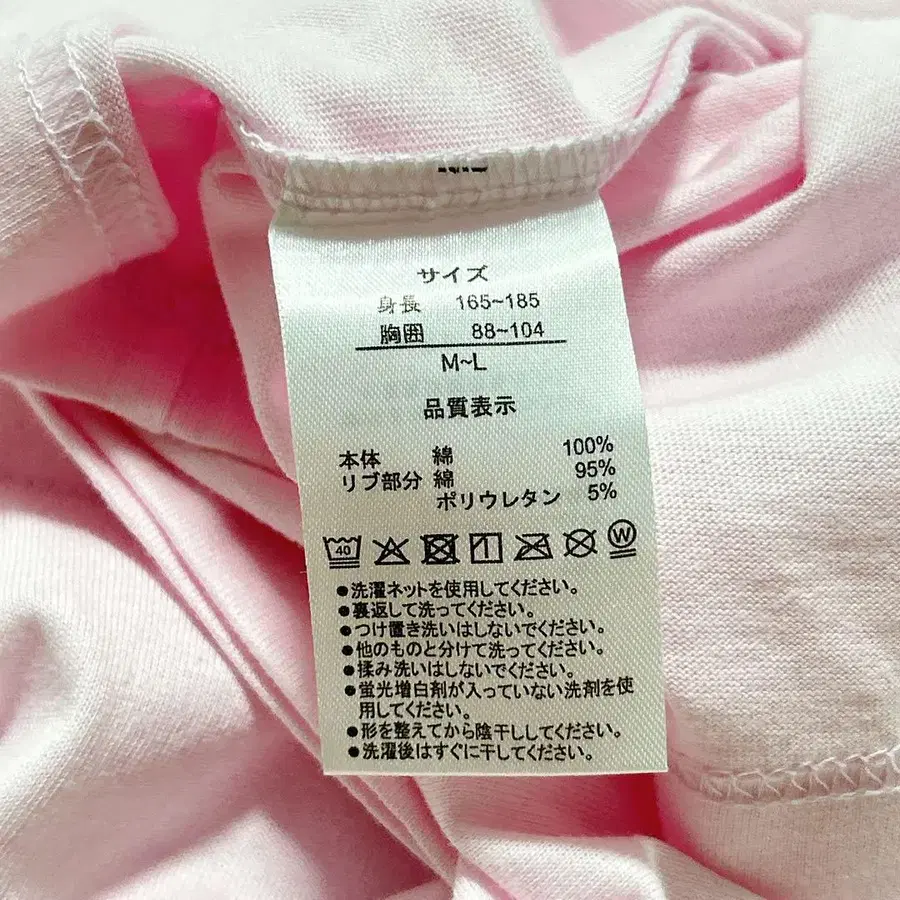 サイズ
身長 165~185
胸囲 88~104
M~L
品質表示
本体 綿 100%
リブ部分 綿 95%
ポリウレタン 5%
40 W
●洗濯ネットを使用してください。
●裏返して洗ってください。
●つけ置き洗いはしないでください。
●他のものと分けて洗ってください。
●揉み洗いはしないでください。
●蛍光増白剤が入っていない洗剤を使
用してください。
●形を整えてから陰干ししてください。
●洗濯後はすぐに干してください。